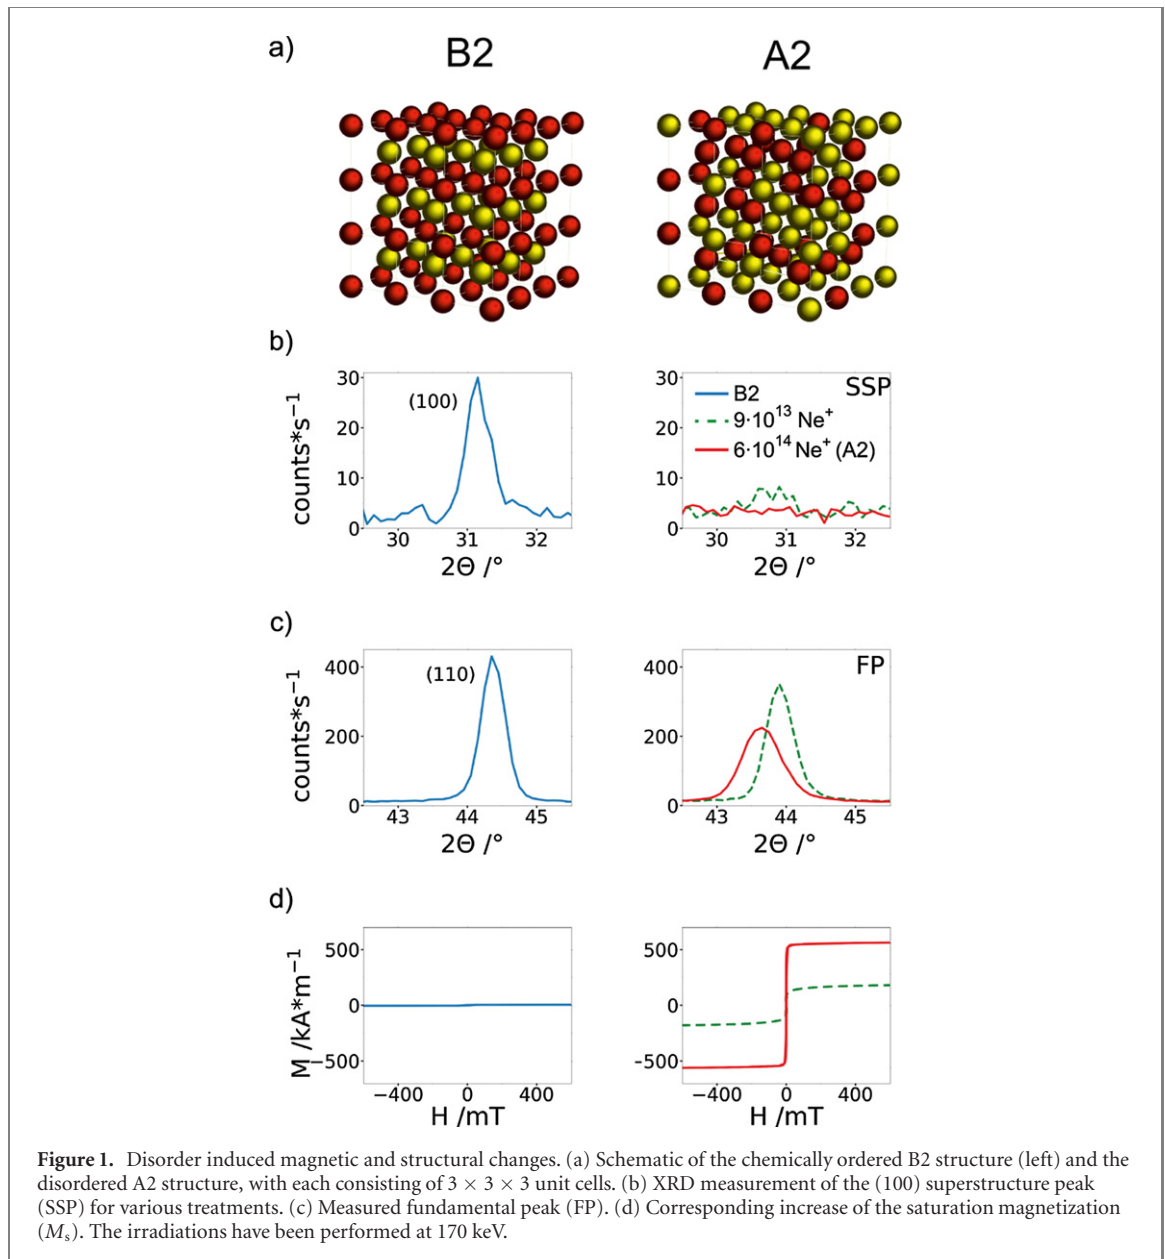 a)
B2
A2
b)
30
20
10
0
counts*s⁻¹
(100)
30
31
32
2Θ /°
30
20
10
0
SSP
B2
9·10¹³ Ne⁺
6·10¹⁴ Ne⁺ (A2)
30
31
32
2Θ /°
c)
400
200
0
counts*s⁻¹
(110)
43
44
45
2Θ /°
400
200
0
FP
43
44
45
2Θ /°
d)
500
0
−500
M /kA*m⁻¹
−400
0
400
H /mT
500
0
-500
−400
0
400
H /mT
Figure 1. Disorder induced magnetic and structural changes. (a) Schematic of the chemically ordered B2 structure (left) and the
disordered A2 structure, with each consisting of 3 × 3 × 3 unit cells. (b) XRD measurement of the (100) superstructure peak
(SSP) for various treatments. (c) Measured fundamental peak (FP). (d) Corresponding increase of the saturation magnetization
(Mₛ). The irradiations have been performed at 170 keV.